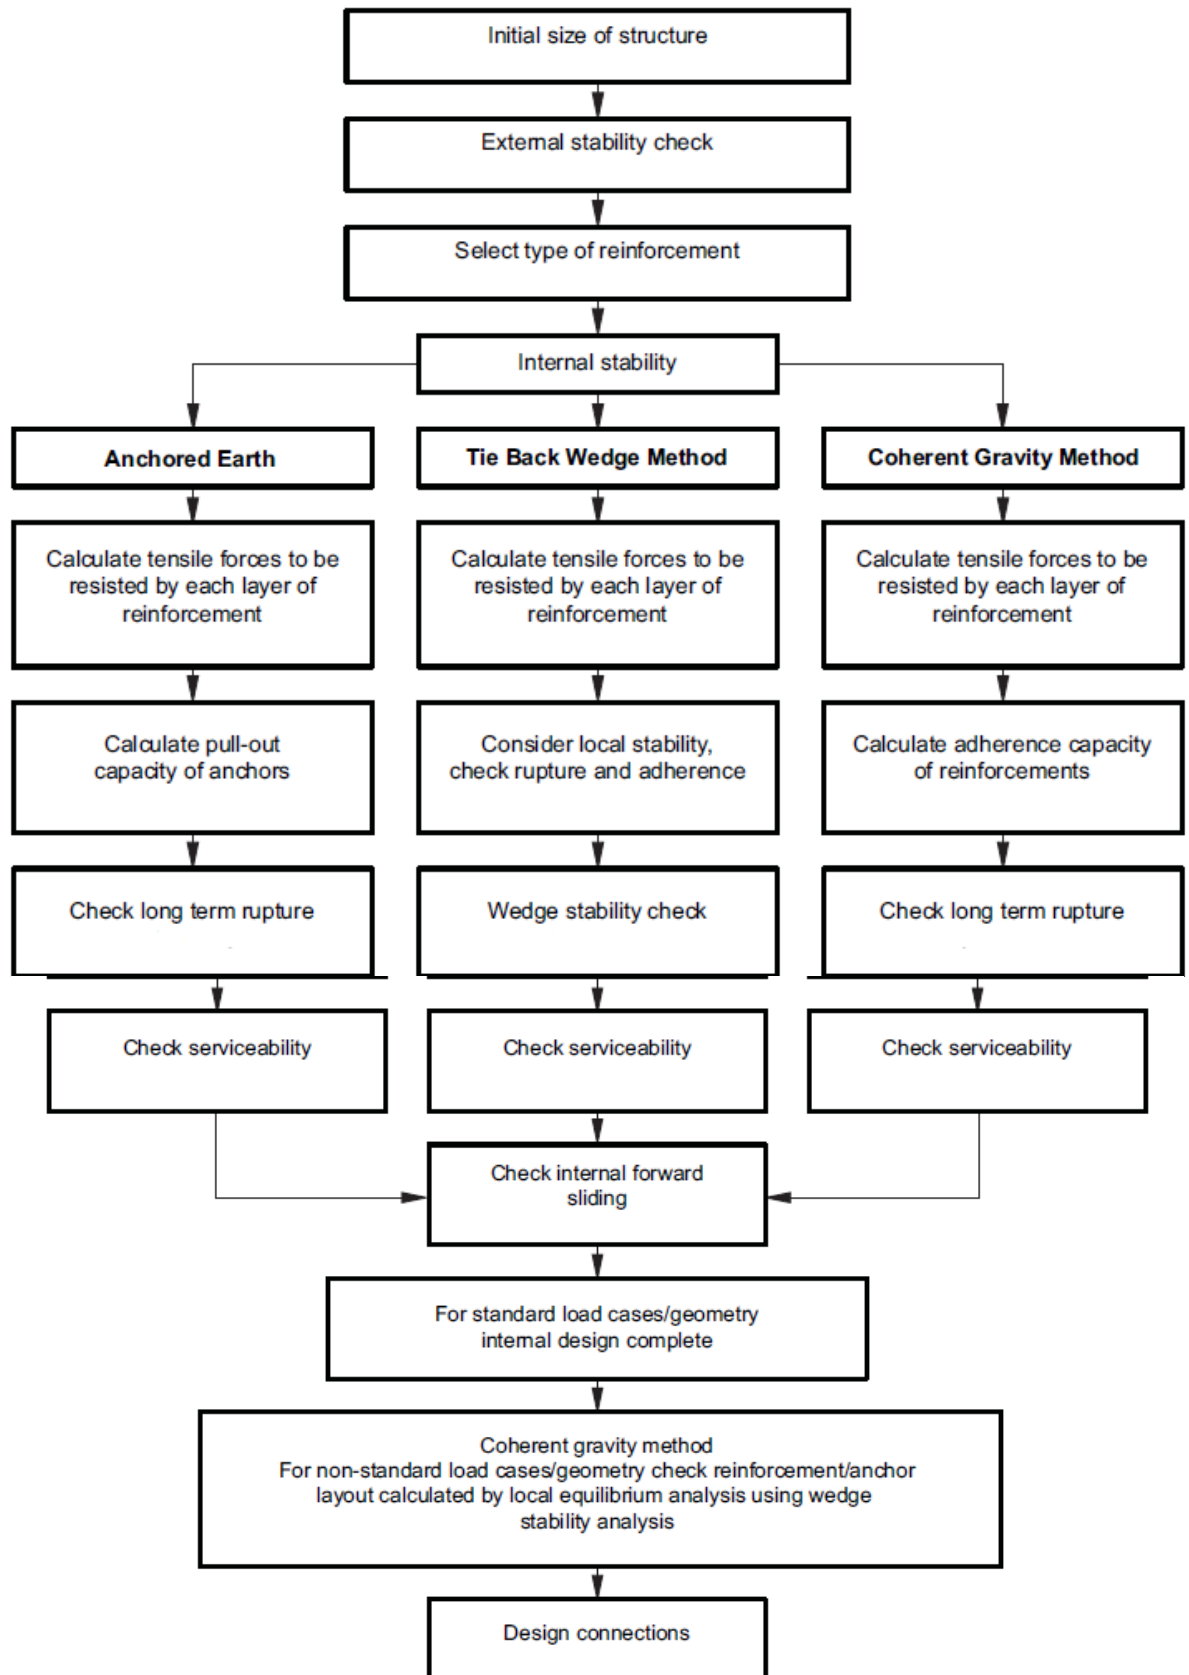 Initial size of structure
External stability check
Select type of reinforcement
Internal stability
Anchored Earth
Tie Back Wedge Method
Coherent Gravity Method
Calculate tensile forces to be
resisted by each layer of
reinforcement
Calculate tensile forces to be
resisted by each layer of
reinforcement
Calculate tensile forces to be
resisted by each layer of
reinforcement
Calculate pull-out
capacity of anchors
Consider local stability,
check rupture and adherence
Calculate adherence capacity
of reinforcements
Check long term rupture
Wedge stability check
Check long term rupture
Check serviceability
Check serviceability
Check serviceability
Check internal forward
sliding
For standard load cases/geometry
internal design complete
Coherent gravity method
For non-standard load cases/geometry check reinforcement/anchor
layout calculated by local equilibrium analysis using wedge
stability analysis
Design connections